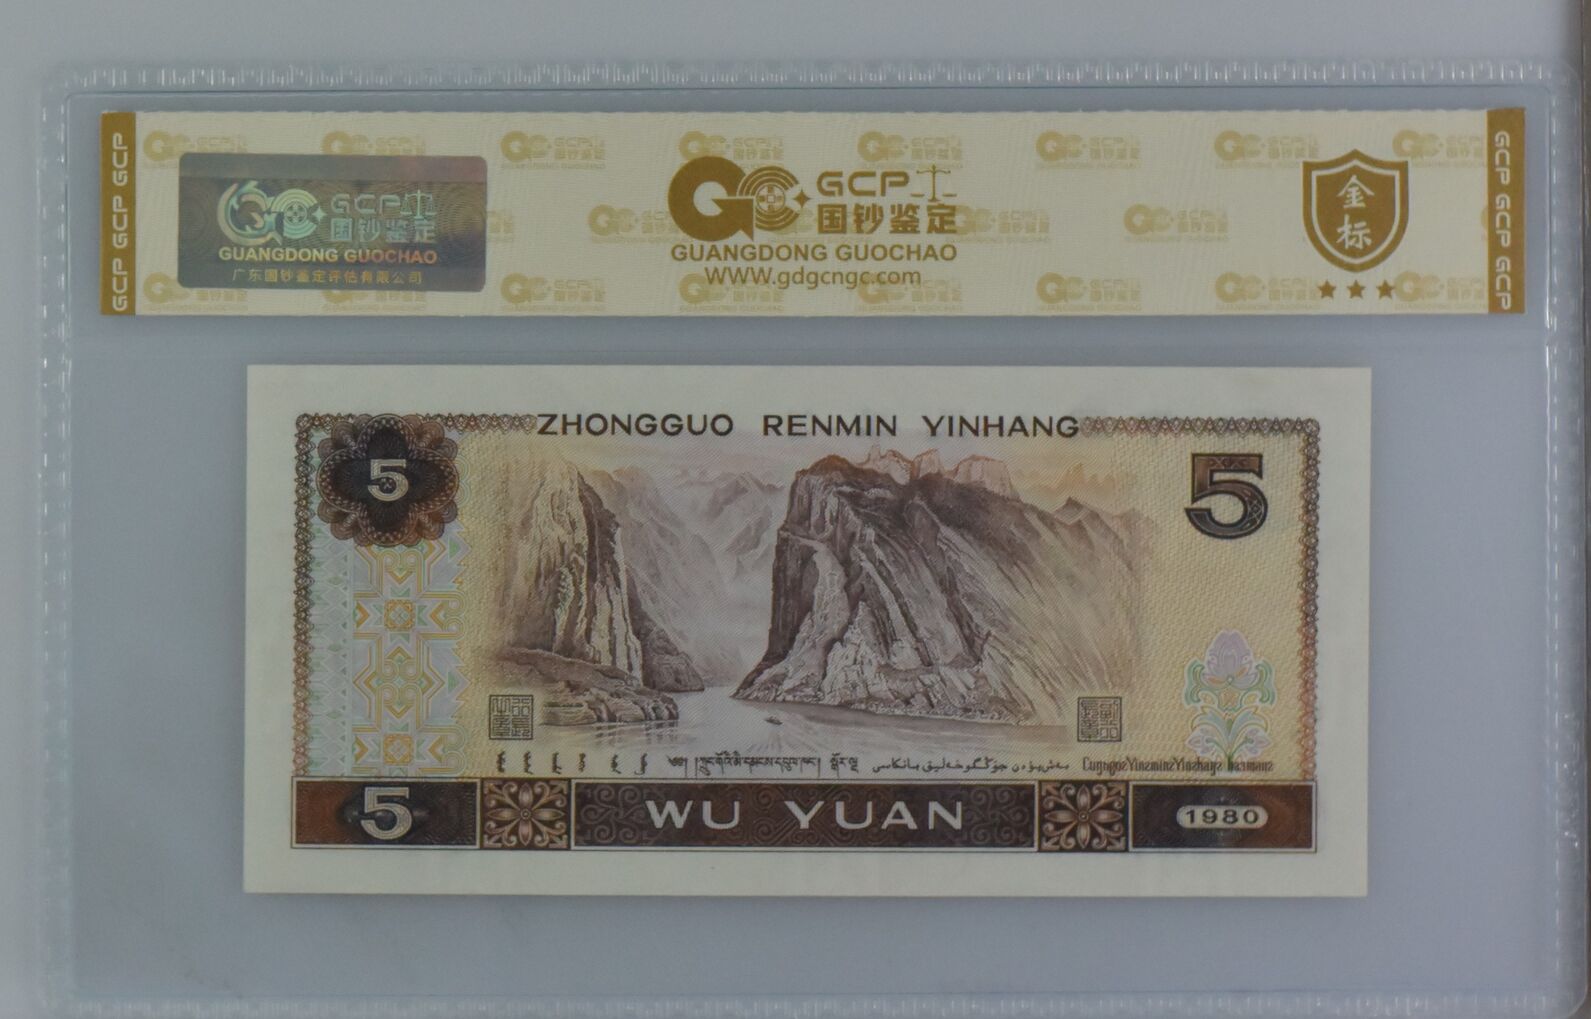 GCP GCP GCP
GCP
国钞鉴定
GUANGDONG GUOCHAO
广东国钞鉴定评估有限公司
GCP
国钞鉴定
GUANGDONG GUOCHAO
WWW.gdgcngc.com
金标
GCP GCP GCP
ZHONGGUO RENMIN YINHANG
5
5
5
WU YUAN
1980